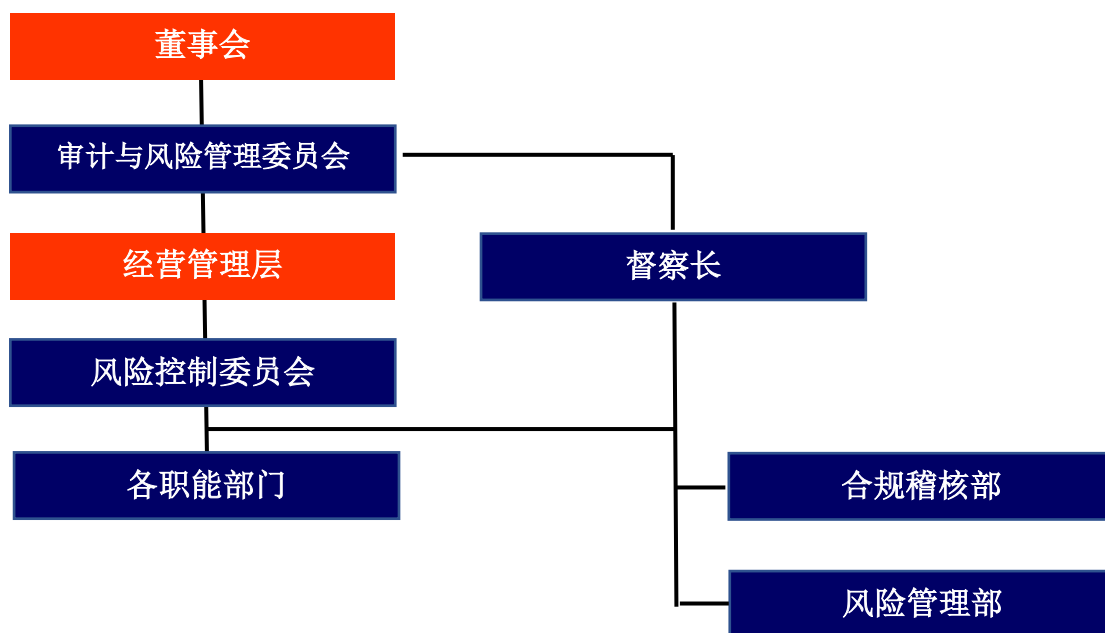 董事会
审计与风险管理委员会
经营管理层
督察长
风险控制委员会
各职能部门
合规稽核部
风险管理部